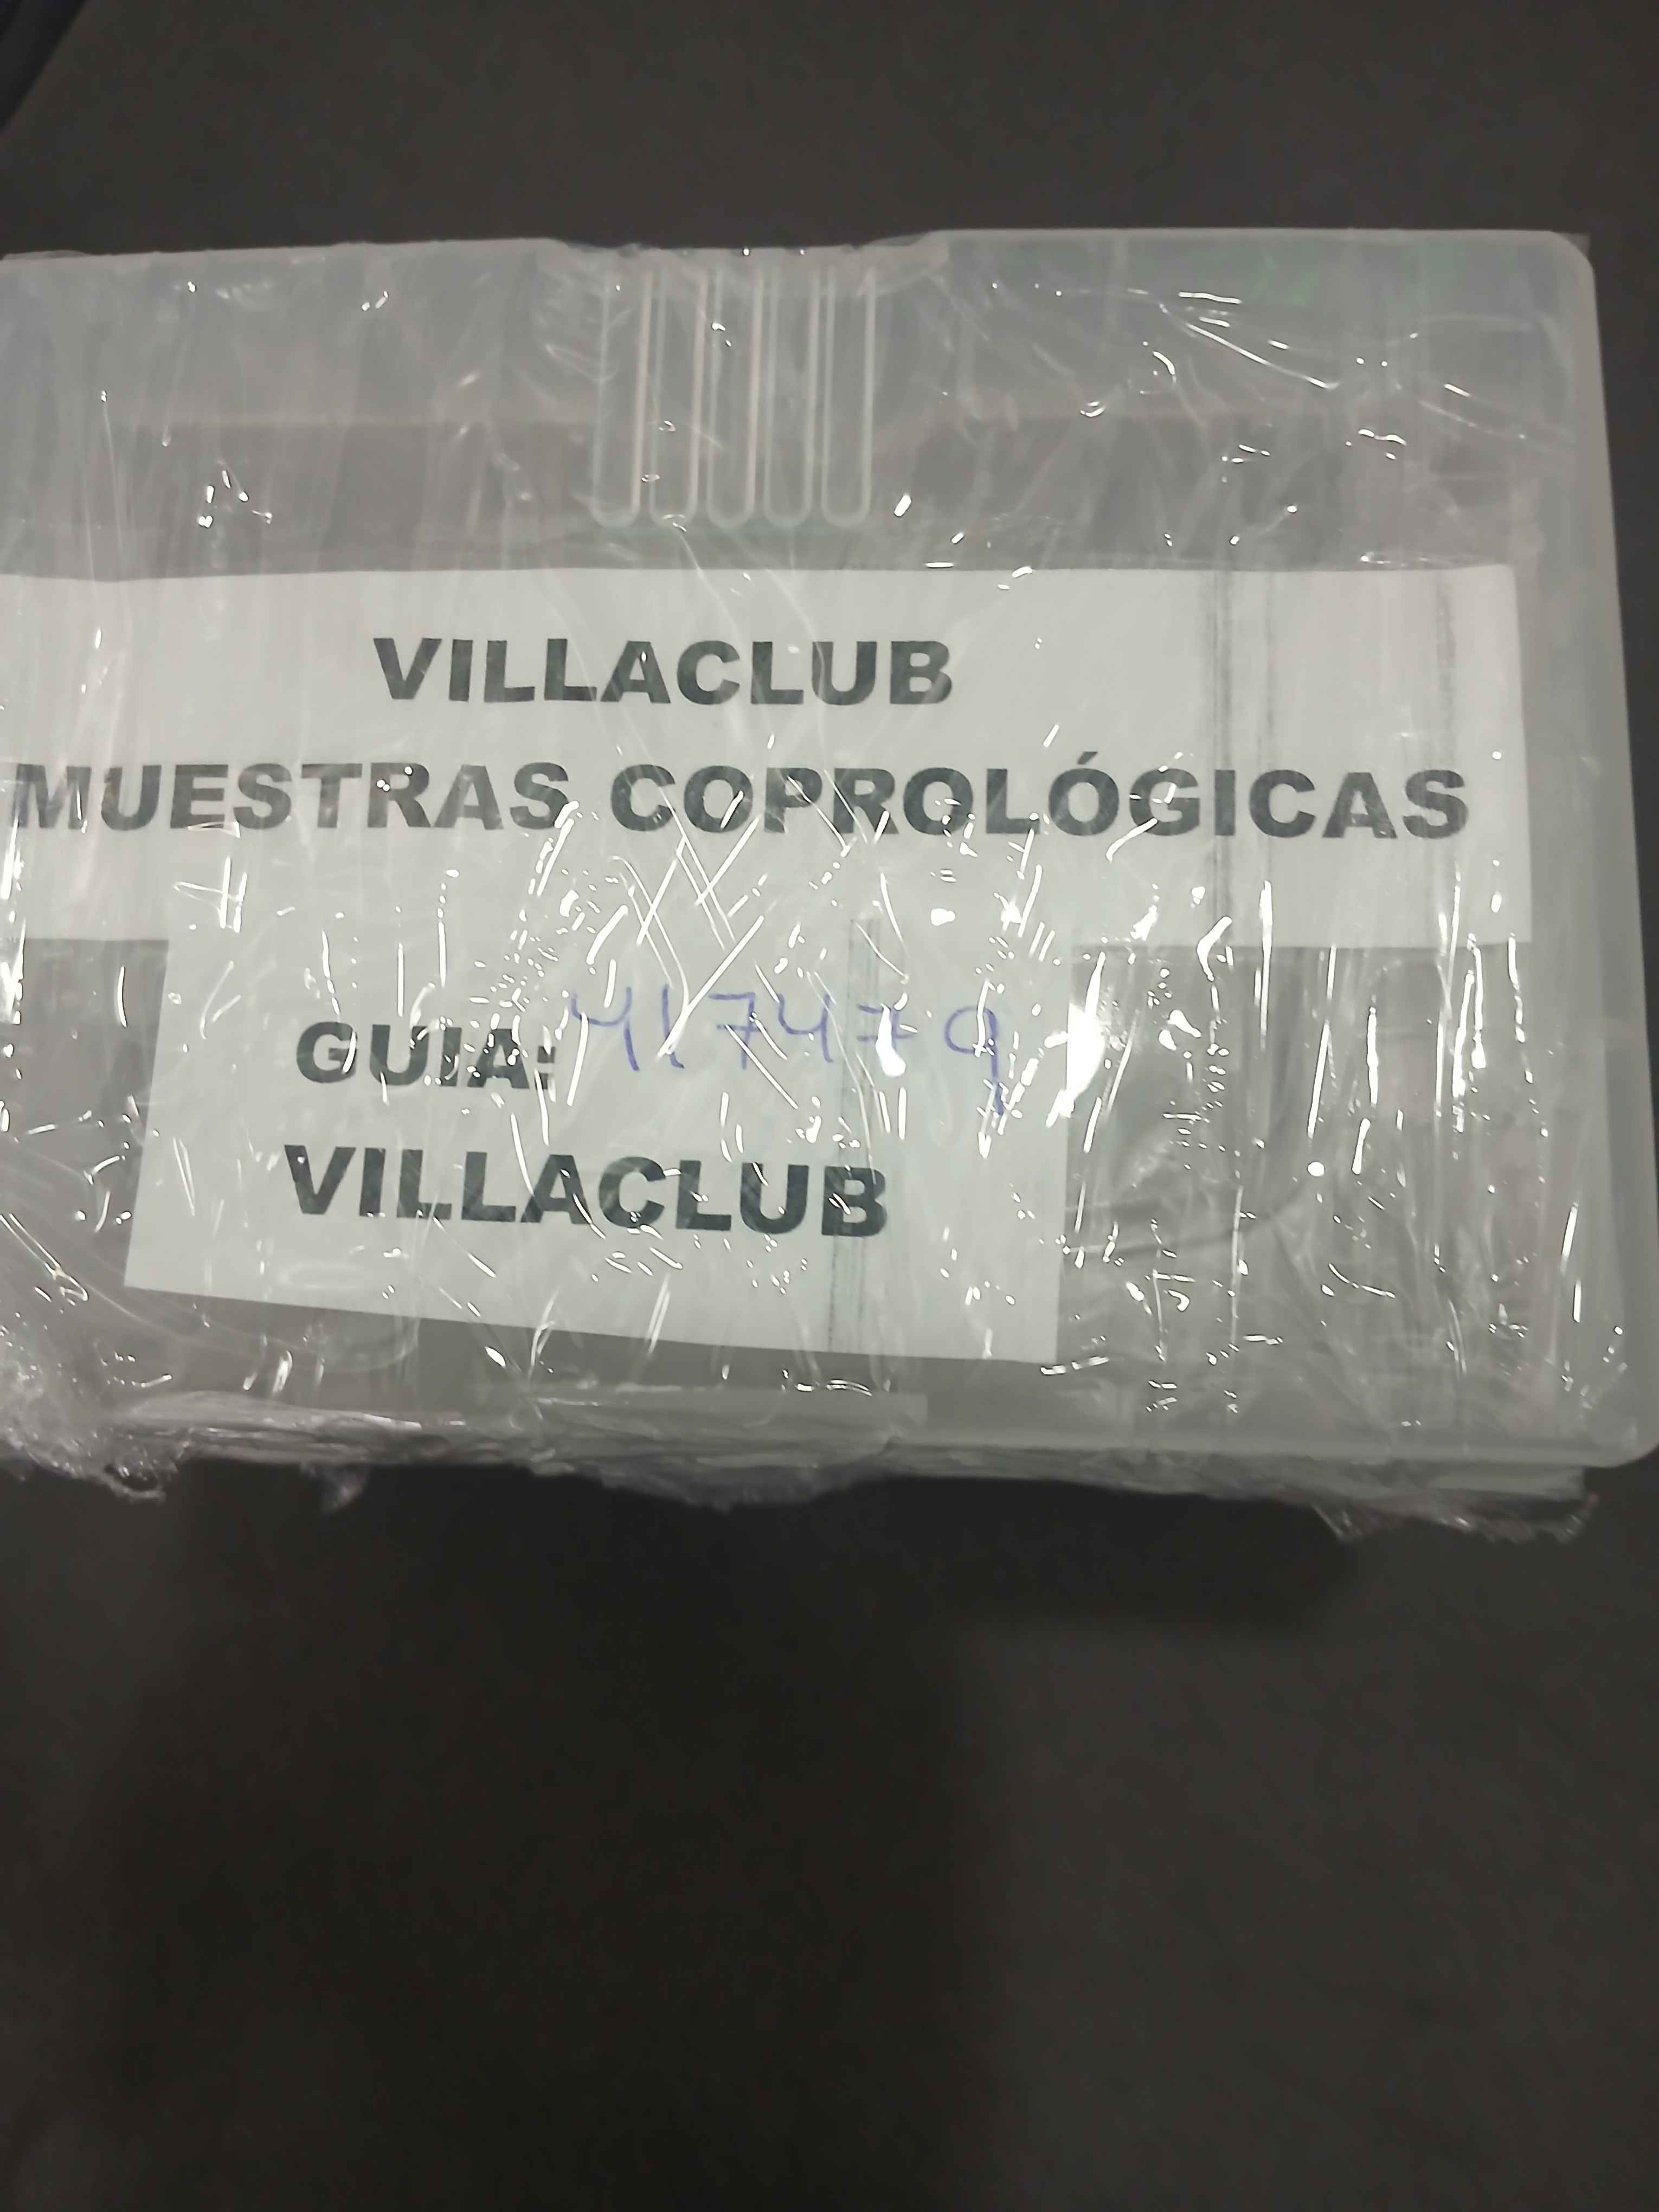 VILLACLUB
MUESTRAS COPROLÓGICAS
GUIA: 417479
VILLACLUB